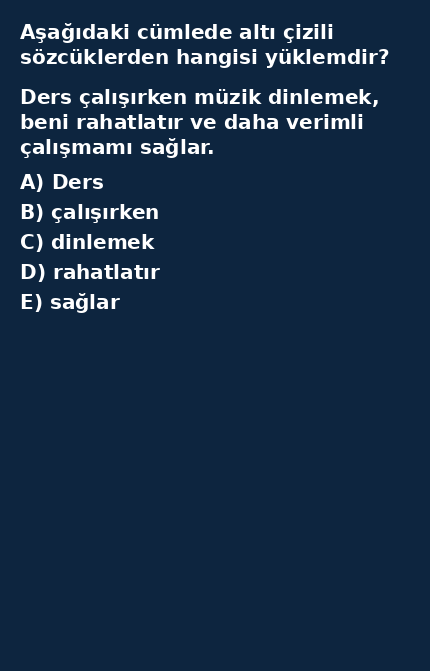 Aşağıdaki cümlede altı çizili
sözcüklerden hangisi yüklemdir?
Ders çalışırken müzik dinlemek,
beni rahatlatır ve daha verimli
çalışmamı sağlar.
A) Ders
B) çalışırken
C) dinlemek
D) rahatlatır
E) sağlar